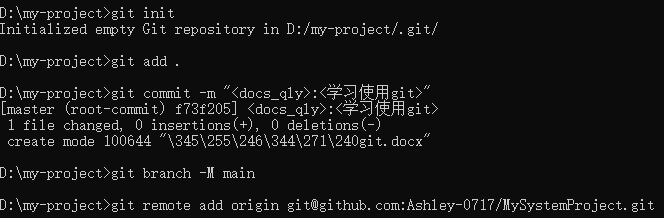 D:\my-project>git init
Initialized empty Git repository in D:/my-project/.git/
D:\my-project>git add .
D:\my-project>git commit -m "<docs_qly>:<学习使用git>"
[master (root-commit) f73f205] <docs_qly>:<学习使用git>
1 file changed, 0 insertions(+), 0 deletions(-)
create mode 100644 "\345\255\246\344\271\240git.docx"
D:\my-project>git branch -M main
D:\my-project>git remote add origin git@github.com:Ashley-0717/MySystemProject.git